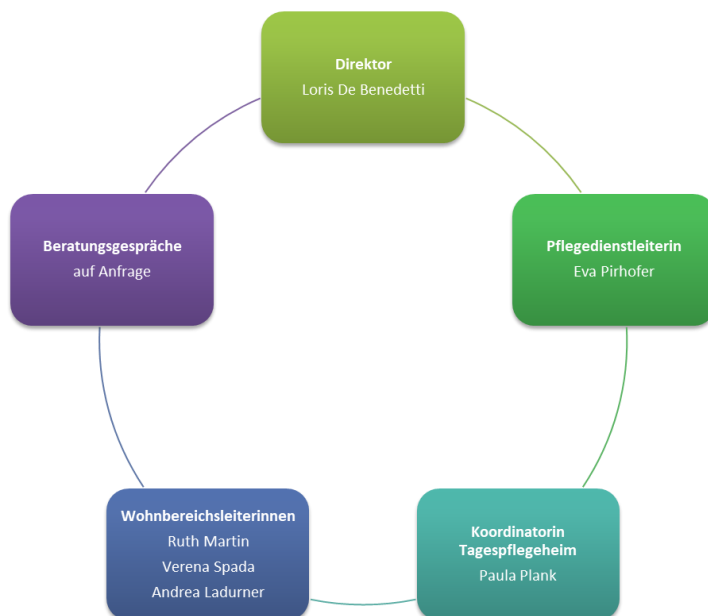 Direktor
Loris De Benedetti
Pflegedienstleiterin
Eva Pirhofer
Koordinatorin
Tagespflegeheim
Paula Plank
Wohnbereichsleiterinnen
Ruth Martin
Verena Spada
Andrea Ladurner
Beratungsgespräche
auf Anfrage